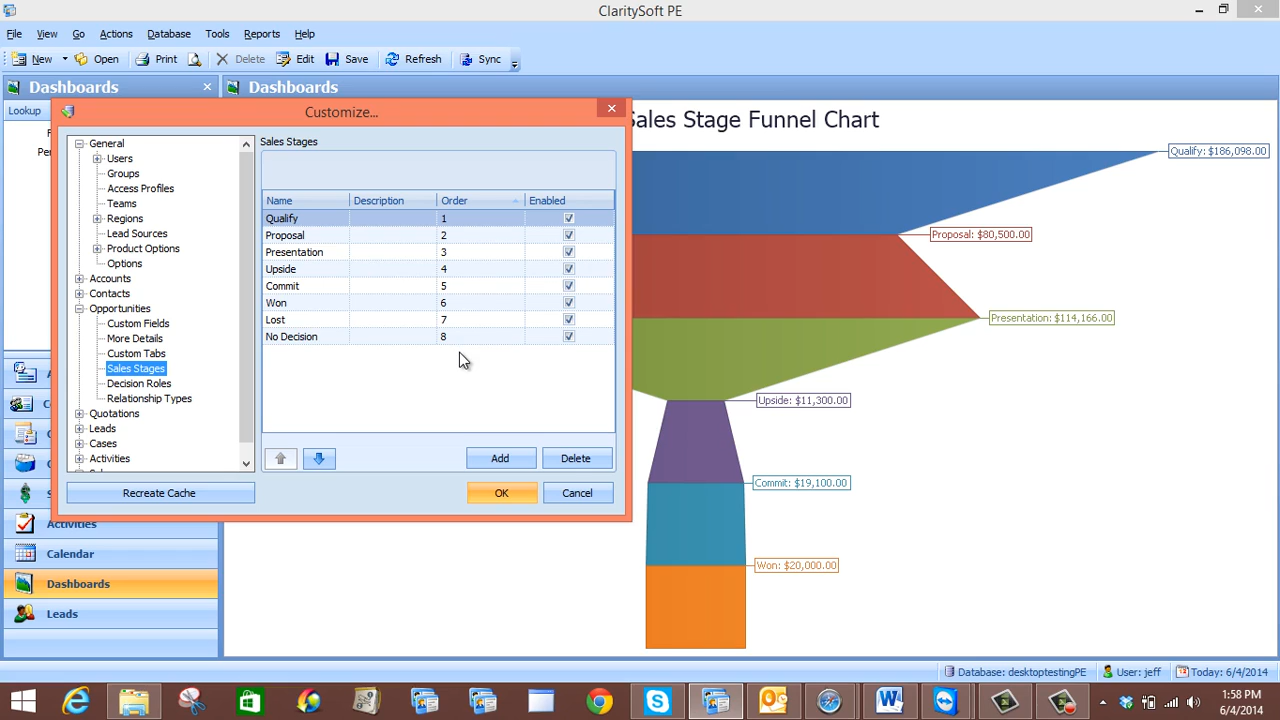 ClaritySoft PE
File View Go Actions Database Tools Reports Help
New Open Print Delete Edit Save Refresh Sync
Dashboards
Dashboards
Lookup
Customize...
Sales Stage Funnel Chart
General
Users
Groups
Access Profiles
Teams
Regions
Lead Sources
Product Options
Options
Accounts
Contacts
Opportunities
Custom Fields
More Details
Custom Tabs
Sales Stages
Decision Roles
Relationship Types
Quotations
Leads
Cases
Activities
Recreate Cache
Sales Stages
Name Description Order Enabled
Qualify 1
Proposal 2
Presentation 3
Upside 4
Commit 5
Won 6
Lost 7
No Decision 8
Add Delete
OK Cancel
Qualify: $186,098.00
Proposal: $80,500.00
Presentation: $114,166.00
Upside: $11,300.00
Commit: $19,100.00
Won: $20,000.00
Activities
Calendar
Dashboards
Leads
Database: desktoptestingPE User: jeff Today: 6/4/2014
1:58 PM
6/4/2014